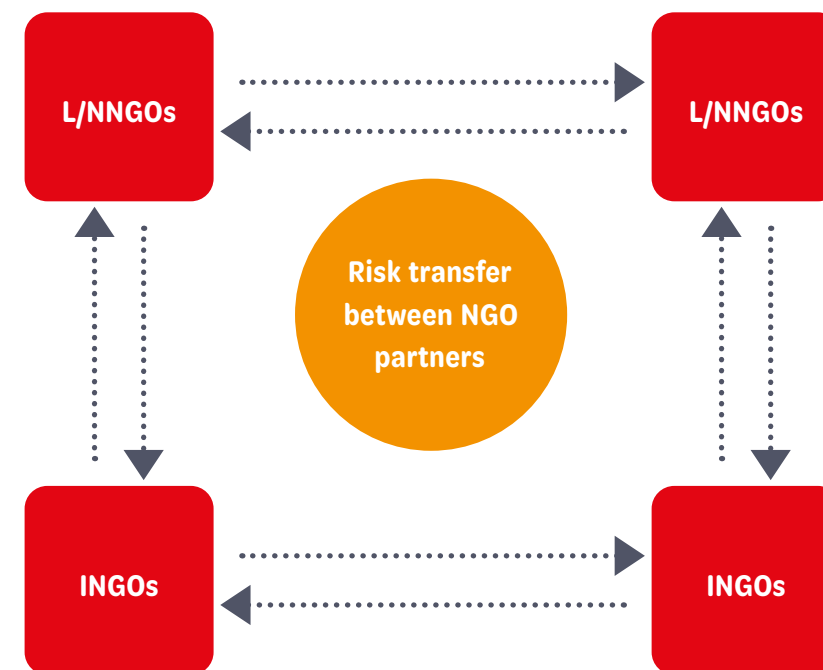 L/NNGOs
L/NNGOs
Risk transfer
between NGO
partners
INGOs
INGOs